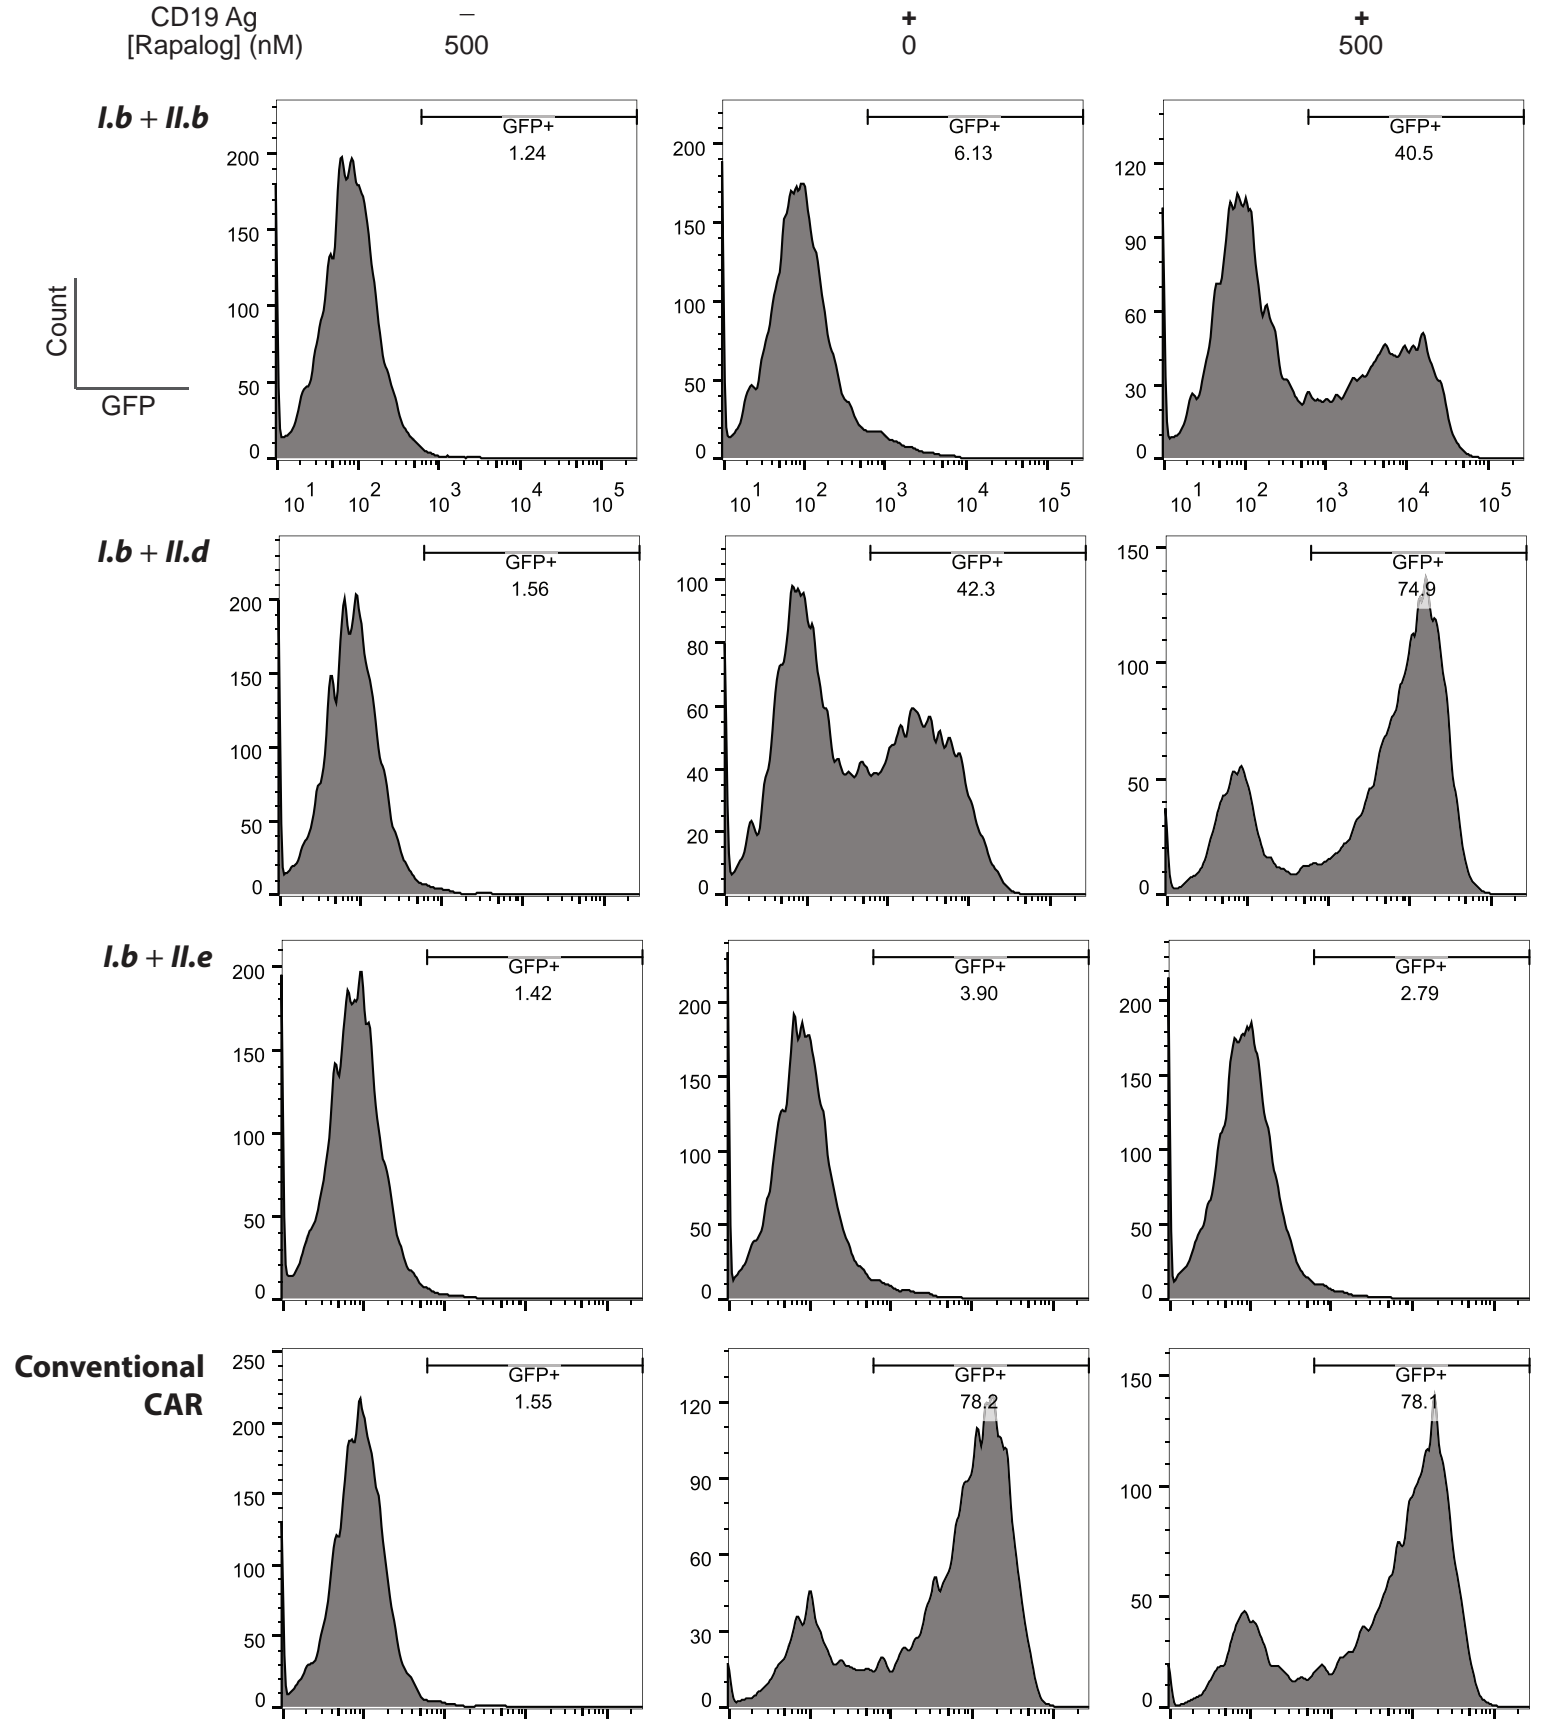 CD19 Ag − + +
[Rapalog] (nM) 500 0 500
I.b + II.b
GFP+ GFP+ GFP+
1.24 6.13 40.5
200 150 100 50 0
200 150 100 50 0
120 90 60 30 0
Count
GFP
10^1 10^2 10^3 10^4 10^5
10^1 10^2 10^3 10^4 10^5
10^1 10^2 10^3 10^4 10^5
I.b + II.d
GFP+ GFP+ GFP+
1.56 42.3 74.9
200 150 100 50 0
100 80 60 40 20 0
150 100 50 0
I.b + II.e
GFP+ GFP+ GFP+
1.42 3.90 2.79
200 150 100 50 0
200 150 100 50 0
200 150 100 50 0
Conventional
CAR
GFP+ GFP+ GFP+
1.55 78.2 78.1
250 200 150 100 50 0
120 90 60 30 0
150 100 50 0